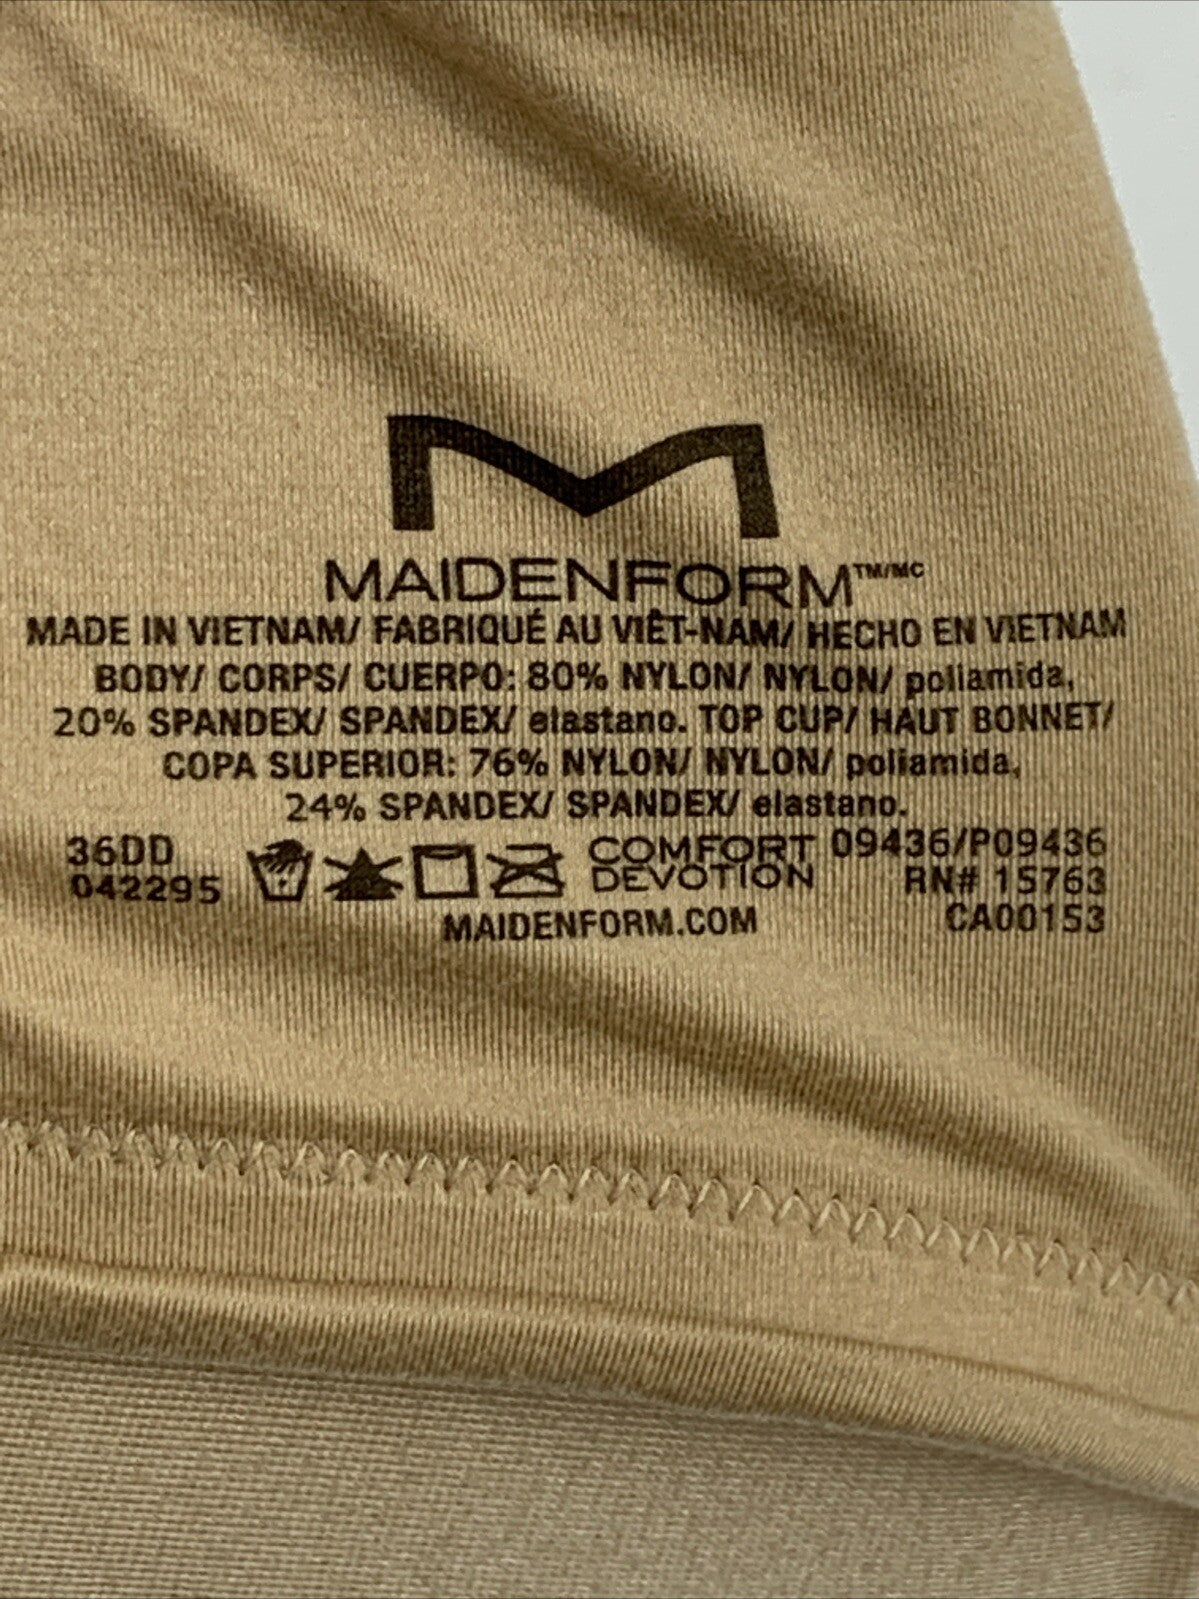 M
MAIDENFORM™/MC
MADE IN VIETNAM/ FABRIQUÉ AU VIÊT-NAM/ HECHO EN VIETNAM
BODY/ CORPS/ CUERPO: 80% NYLON/ NYLON/ poliamida,
20% SPANDEX/ SPANDEX/ elastano. TOP CUP/ HAUT BONNET/
COPA SUPERIOR: 76% NYLON/ NYLON/ poliamida,
24% SPANDEX/ SPANDEX/ elastano.
36DD
042295
COMFORT
DEVOTION
09436/P09436
RN# 15763
CA00153
MAIDENFORM.COM